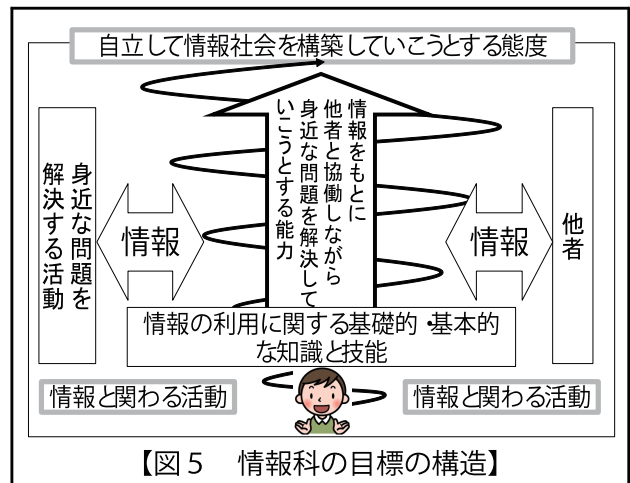 自立して情報社会を構築していこうとする態度
情報をもとに
他者と協働しながら
身近な問題を解決して
いこうとする能力
身近な問題を
解決する活動
情報
情報
他者
情報の利用に関する基礎的・基本的
な知識と技能
情報と関わる活動
情報と関わる活動
【図5 情報科の目標の構造】